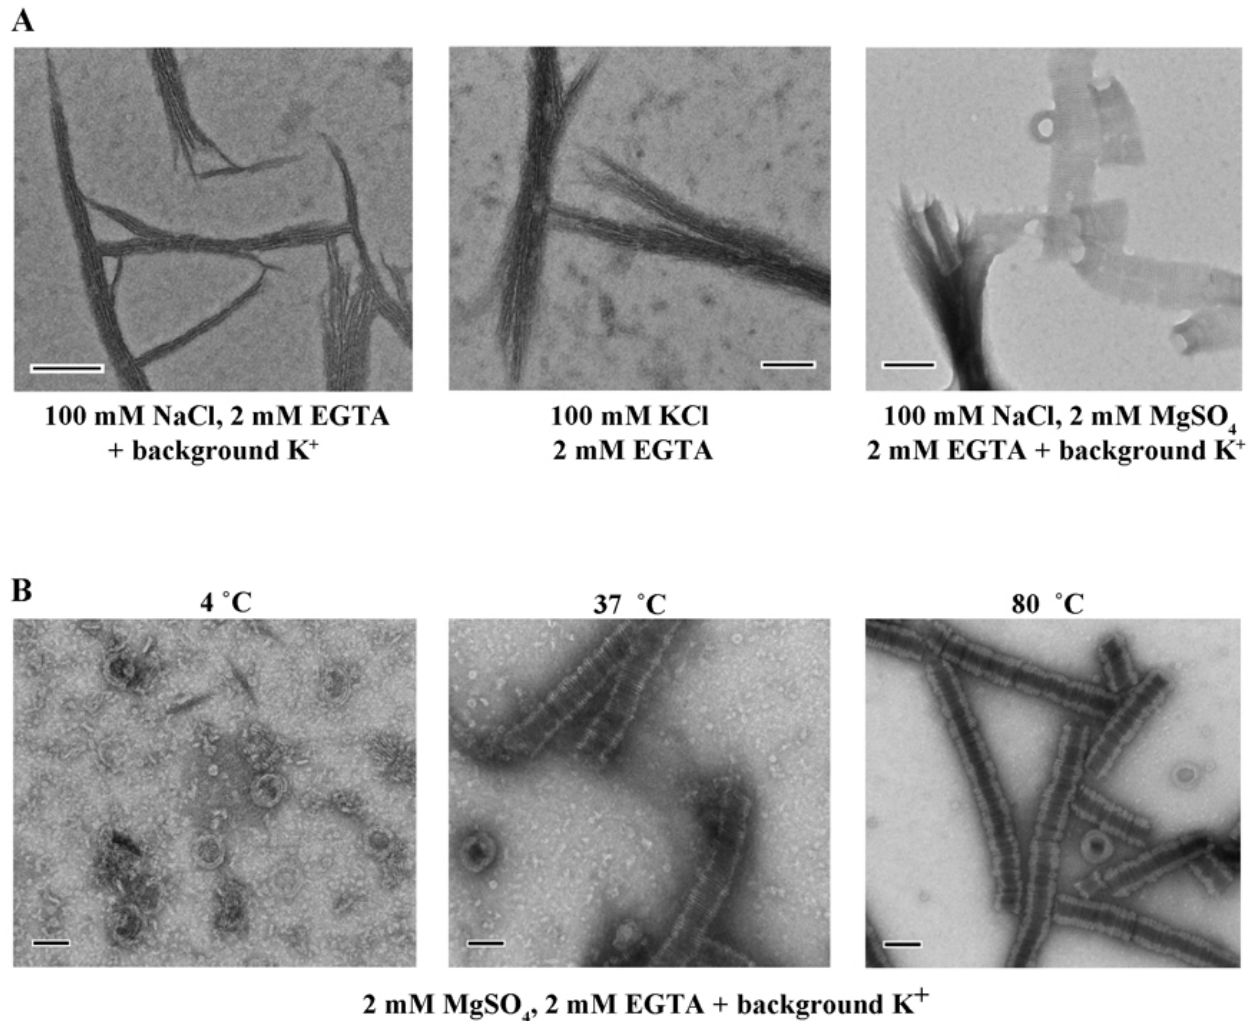 A
100 mM NaCl, 2 mM EGTA
+ background K⁺
100 mM KCl
2 mM EGTA
100 mM NaCl, 2 mM MgSO₄
2 mM EGTA + background K⁺
B
4 ˚C
37 ˚C
80 ˚C
2 mM MgSO₄, 2 mM EGTA + background K⁺